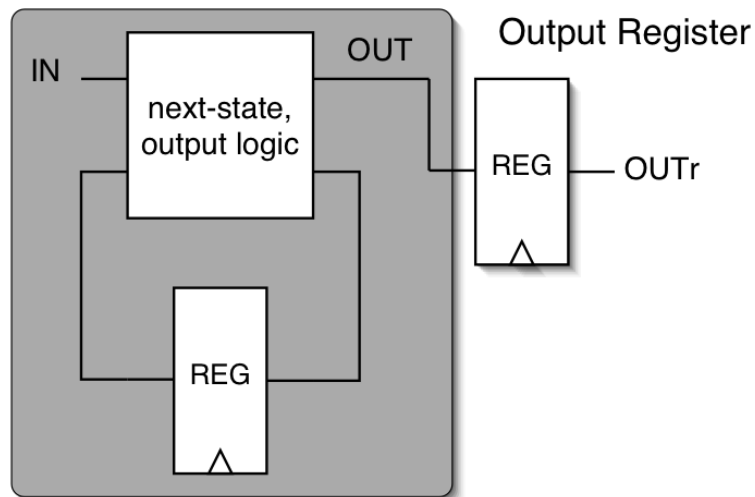 Output Register
IN
OUT
next-state,
output logic
REG
OUTr
REG